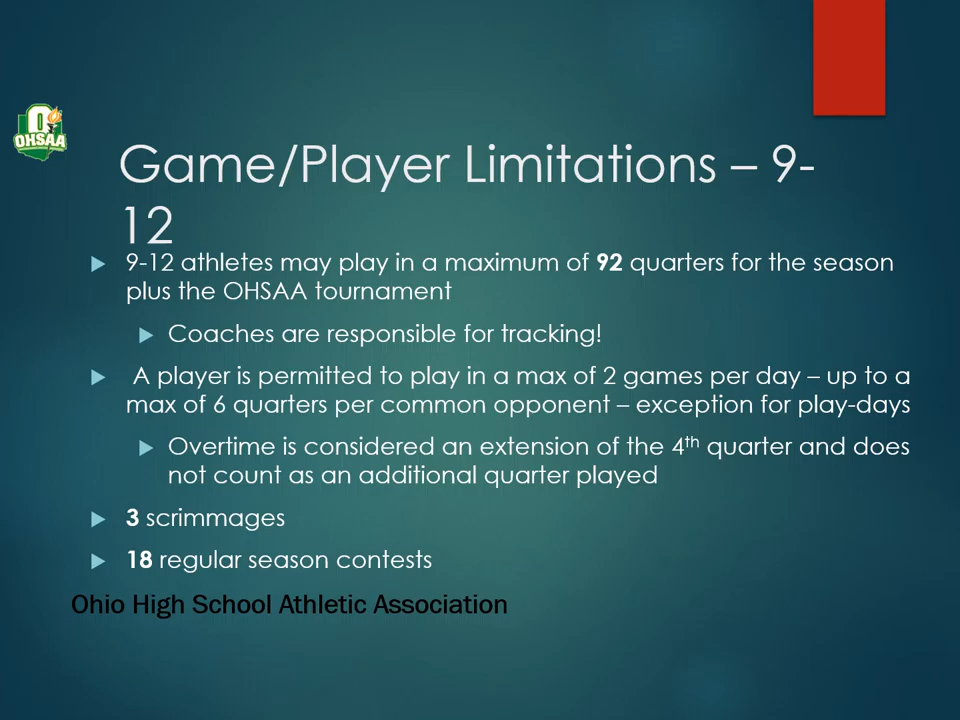 OHSAA
Game/Player Limitations – 9-
12
9-12 athletes may play in a maximum of 92 quarters for the season
plus the OHSAA tournament
Coaches are responsible for tracking!
A player is permitted to play in a max of 2 games per day – up to a
max of 6 quarters per common opponent – exception for play-days
Overtime is considered an extension of the 4th quarter and does
not count as an additional quarter played
3 scrimmages
18 regular season contests
Ohio High School Athletic Association